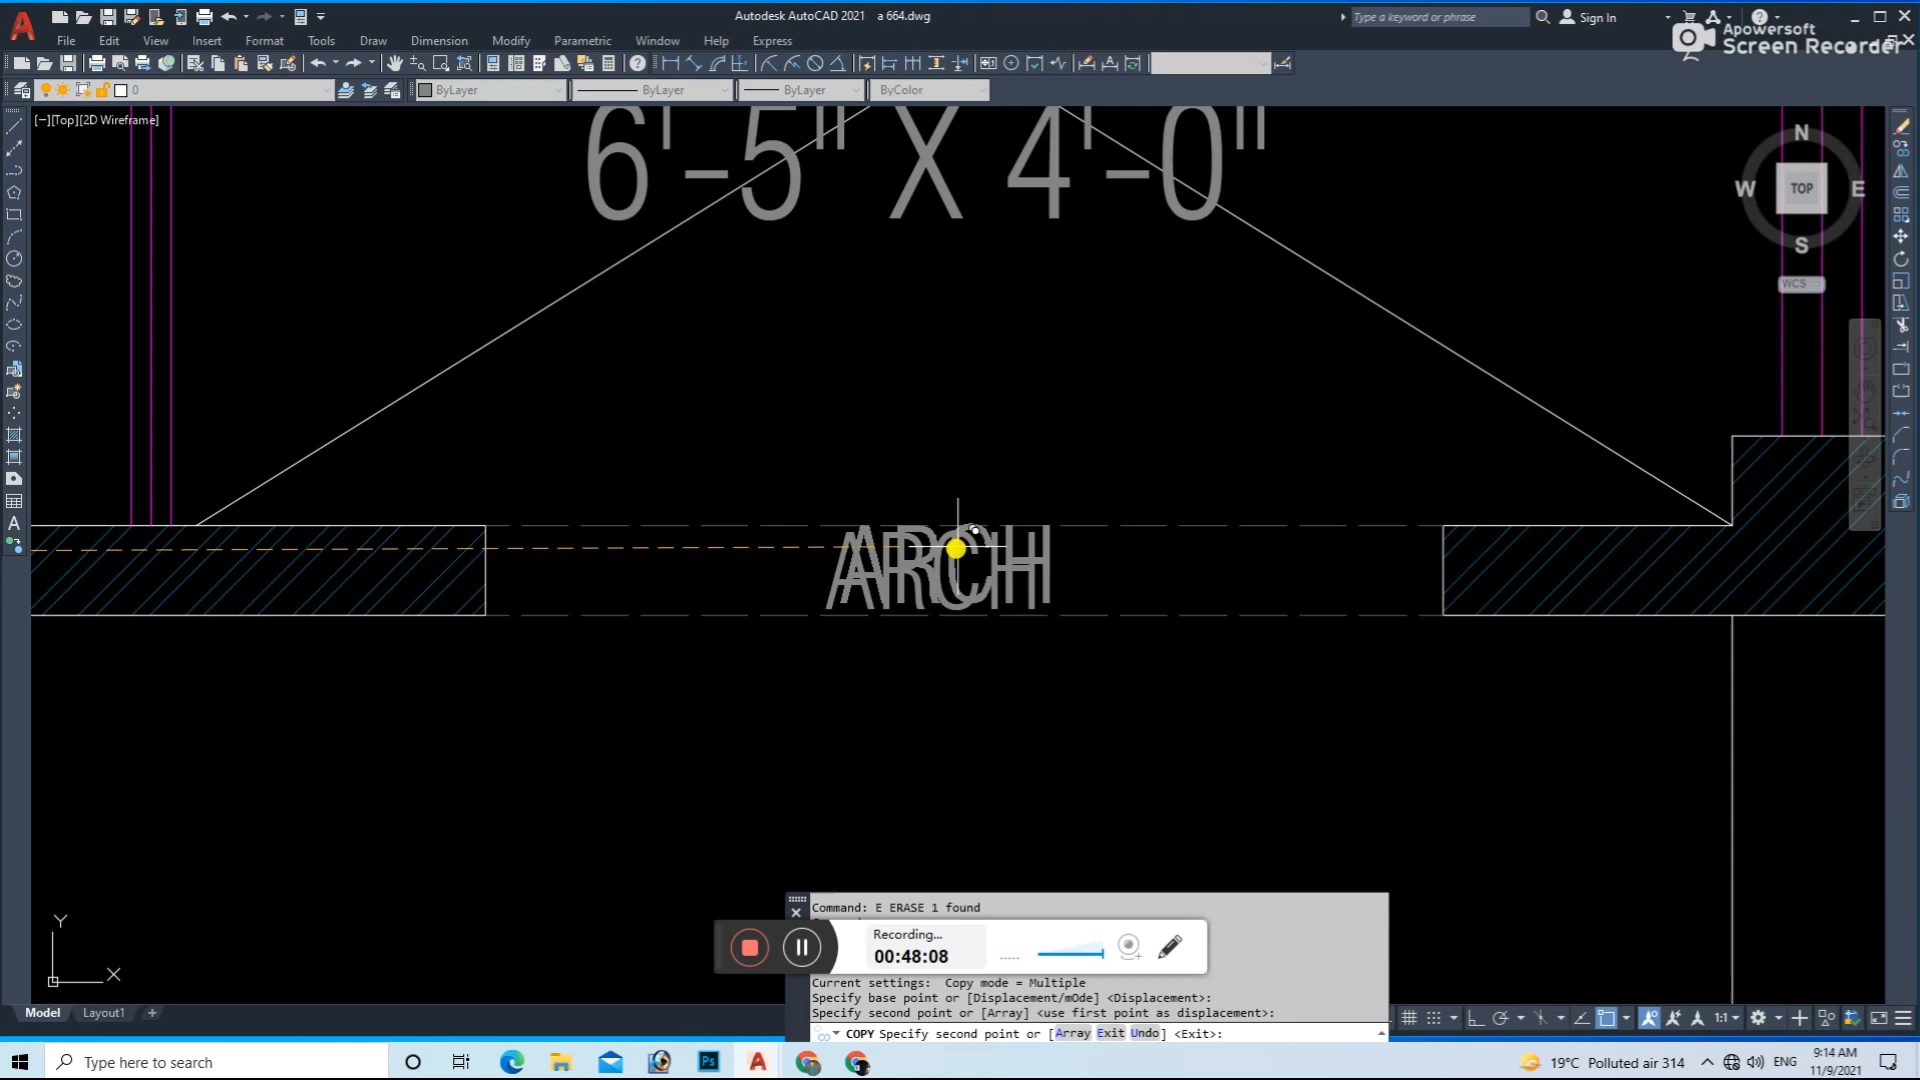 Autodesk AutoCAD 2021 a 664.dwg
Type a keyword or phrase
Sign In
File Edit View Insert Format Tools Draw Dimension Modify Parametric Window Help Express
Apowersoft
Screen Recorder
0
ByLayer
ByLayer
ByLayer
ByColor
[−][Top][2D Wireframe]
6'-5" X 4'-0"
N
W
TOP
E
S
WCS
ARCH
Command: E ERASE 1 found
Recording...
00:48:08
Current settings: Copy mode = Multiple
Specify base point or [Displacement/mOde] <Displacement>:
Specify second point or [Array] <use first point as displacement>:
COPY Specify second point or [Array Exit Undo] <Exit>:
Y
X
Model Layout1
1:1
Type here to search
19°C Polluted air 314
ENG
9:14 AM
11/9/2021